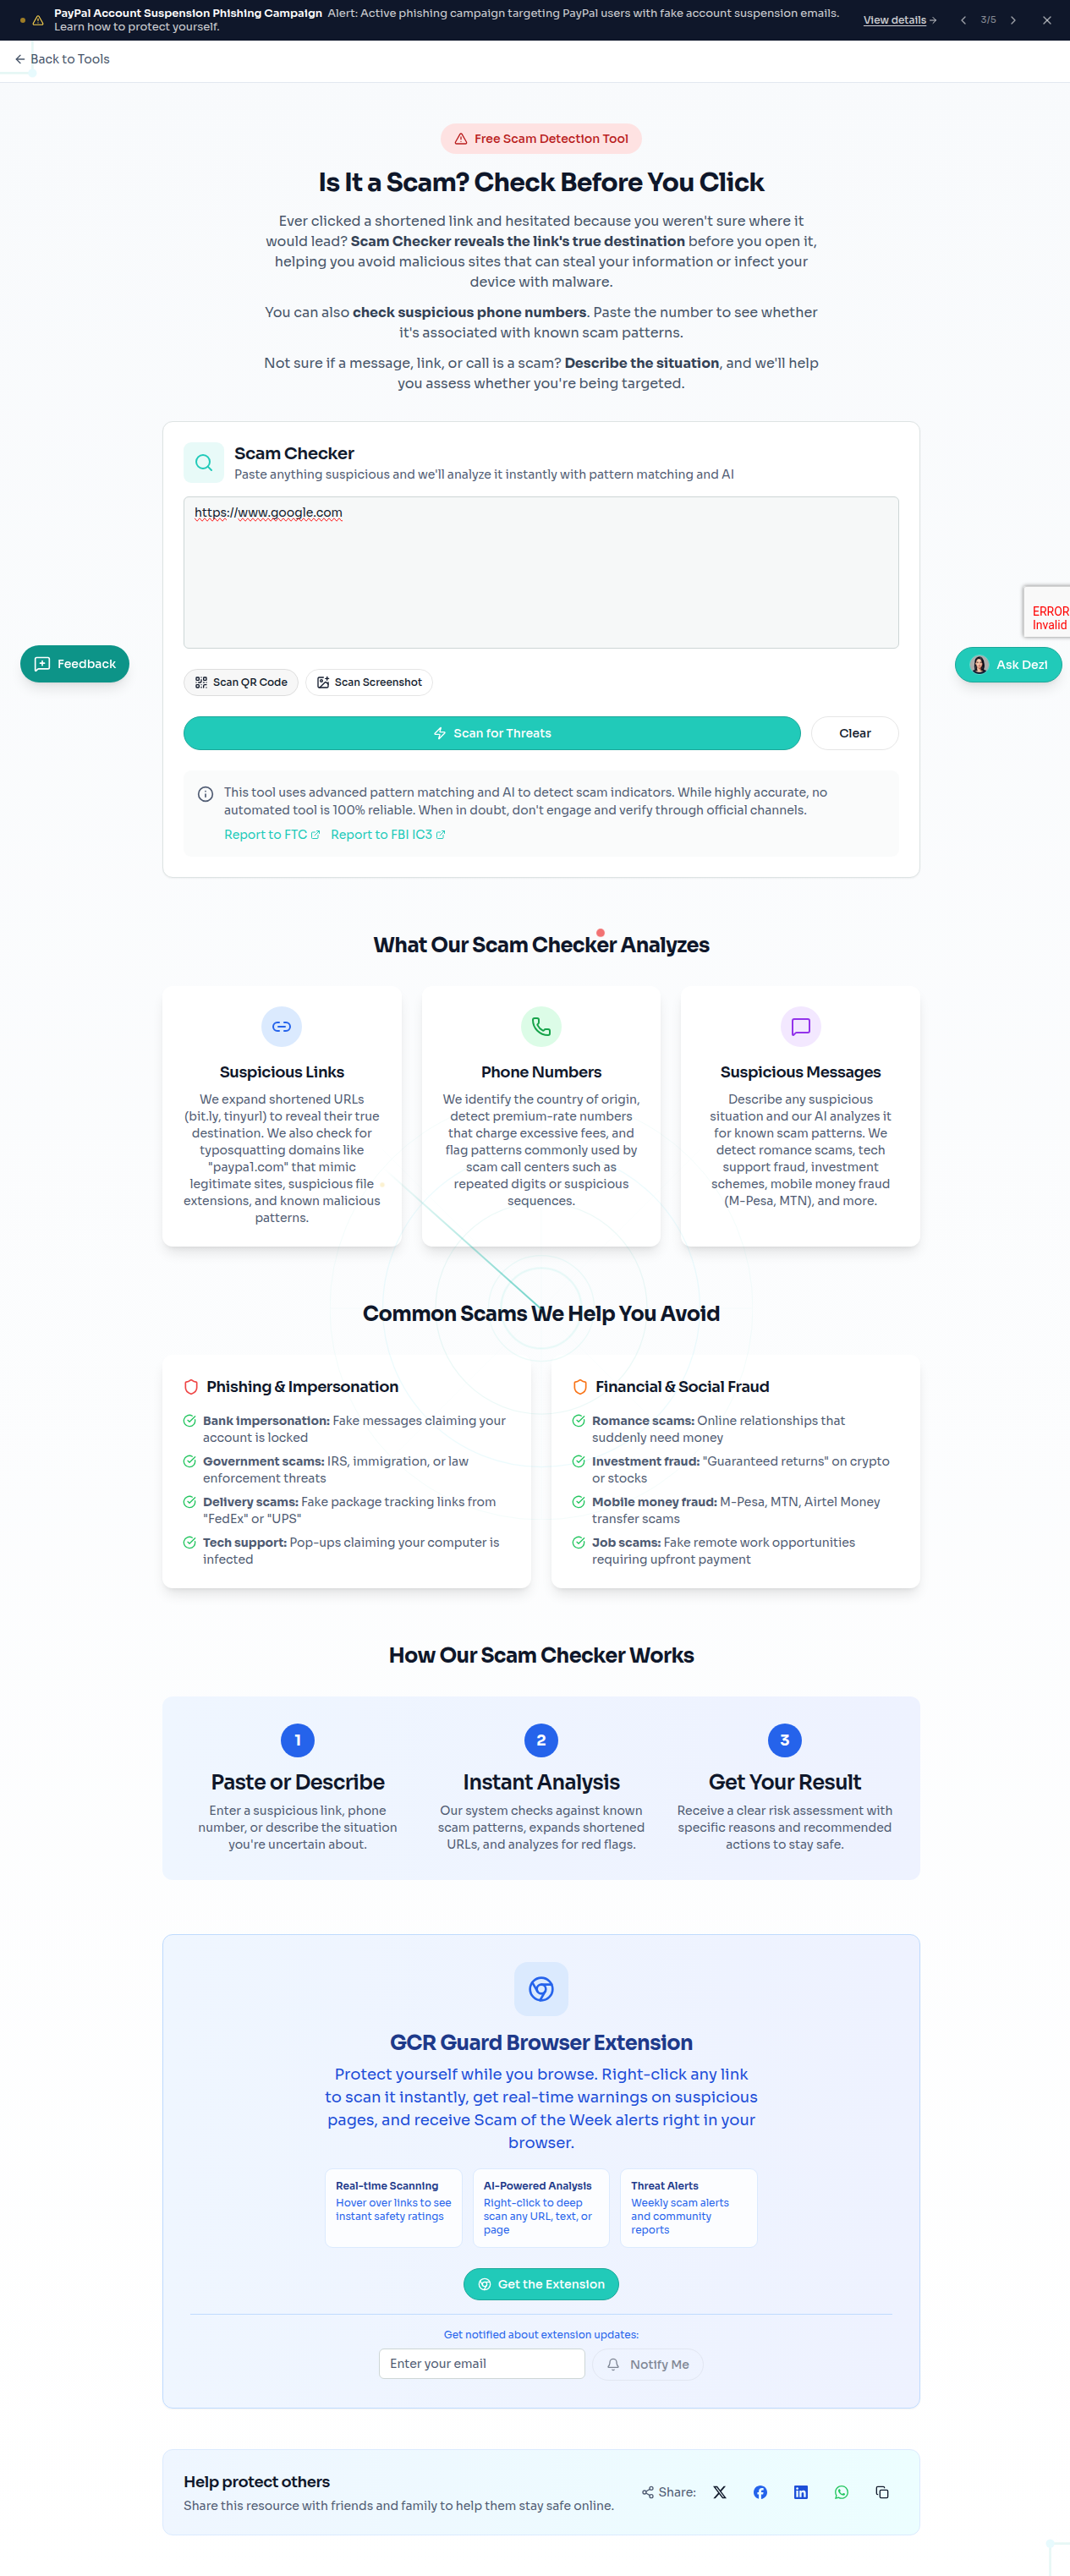 PayPal Account Suspension Phishing Campaign Alert: Active phishing campaign targeting PayPal users with fake account suspension emails.
Learn how to protect yourself.
View details
3/5
Back to Tools
Free Scam Detection Tool
Is It a Scam? Check Before You Click
Ever clicked a shortened link and hesitated because you weren't sure where it
would lead? Scam Checker reveals the link's true destination before you open it,
helping you avoid malicious sites that can steal your information or infect your
device with malware.
You can also check suspicious phone numbers. Paste the number to see whether
it's associated with known scam patterns.
Not sure if a message, link, or call is a scam? Describe the situation, and we'll help
you assess whether you're being targeted.
Scam Checker
Paste anything suspicious and we'll analyze it instantly with pattern matching and AI
https://www.google.com
ERROR
Invalid
Feedback
Ask Dezi
Scan QR Code
Scan Screenshot
Scan for Threats
Clear
This tool uses advanced pattern matching and AI to detect scam indicators. While highly accurate, no
automated tool is 100% reliable. When in doubt, don't engage and verify through official channels.
Report to FTC
Report to FBI IC3
What Our Scam Checker Analyzes
Suspicious Links
We expand shortened URLs
(bit.ly, tinyurl) to reveal their true
destination. We also check for
typosquatting domains like
"paypa1.com" that mimic
legitimate sites, suspicious file
extensions, and known malicious
patterns.
Phone Numbers
We identify the country of origin,
detect premium-rate numbers
that charge excessive fees, and
flag patterns commonly used by
scam call centers such as
repeated digits or suspicious
sequences.
Suspicious Messages
Describe any suspicious
situation and our AI analyzes it
for known scam patterns. We
detect romance scams, tech
support fraud, investment
schemes, mobile money fraud
(M-Pesa, MTN), and more.
Common Scams We Help You Avoid
Phishing & Impersonation
Bank impersonation: Fake messages claiming your
account is locked
Government scams: IRS, immigration, or law
enforcement threats
Delivery scams: Fake package tracking links from
"FedEx" or "UPS"
Tech support: Pop-ups claiming your computer is
infected
Financial & Social Fraud
Romance scams: Online relationships that
suddenly need money
Investment fraud: "Guaranteed returns" on crypto
or stocks
Mobile money fraud: M-Pesa, MTN, Airtel Money
transfer scams
Job scams: Fake remote work opportunities
requiring upfront payment
How Our Scam Checker Works
1
Paste or Describe
Enter a suspicious link, phone
number, or describe the situation
you're uncertain about.
2
Instant Analysis
Our system checks against known
scam patterns, expands shortened
URLs, and analyzes for red flags.
3
Get Your Result
Receive a clear risk assessment with
specific reasons and recommended
actions to stay safe.
GCR Guard Browser Extension
Protect yourself while you browse. Right-click any link
to scan it instantly, get real-time warnings on suspicious
pages, and receive Scam of the Week alerts right in your
browser.
Real-time Scanning
Hover over links to see
instant safety ratings
AI-Powered Analysis
Right-click to deep
scan any URL, text, or
page
Threat Alerts
Weekly scam alerts
and community
reports
Get the Extension
Get notified about extension updates:
Enter your email
Notify Me
Help protect others
Share this resource with friends and family to help them stay safe online.
Share: